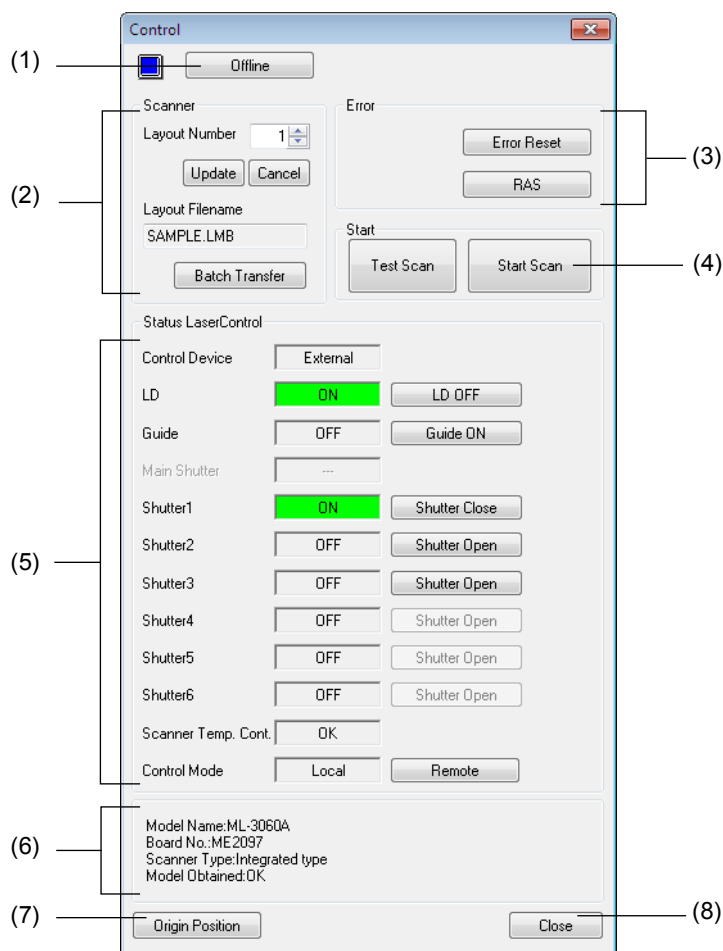 Control
(1)
Offline
Scanner
Error
Layout Number
1
Error Reset
(3)
Update
Cancel
RAS
(2)
Layout Filename
SAMPLE.LMB
Start
Test Scan
Start Scan
(4)
Batch Transfer
Status LaserControl
Control Device
External
LD
ON
LD OFF
Guide
OFF
Guide ON
Main Shutter
---
Shutter1
ON
Shutter Close
(5)
Shutter2
OFF
Shutter Open
Shutter3
OFF
Shutter Open
Shutter4
OFF
Shutter Open
Shutter5
OFF
Shutter Open
Shutter6
OFF
Shutter Open
Scanner Temp. Cont.
OK
Control Mode
Local
Remote
(6)
Model Name:ML-3060A
Board No.:ME2097
Scanner Type:Integrated type
Model Obtained:OK
(7)
Origin Position
Close
(8)